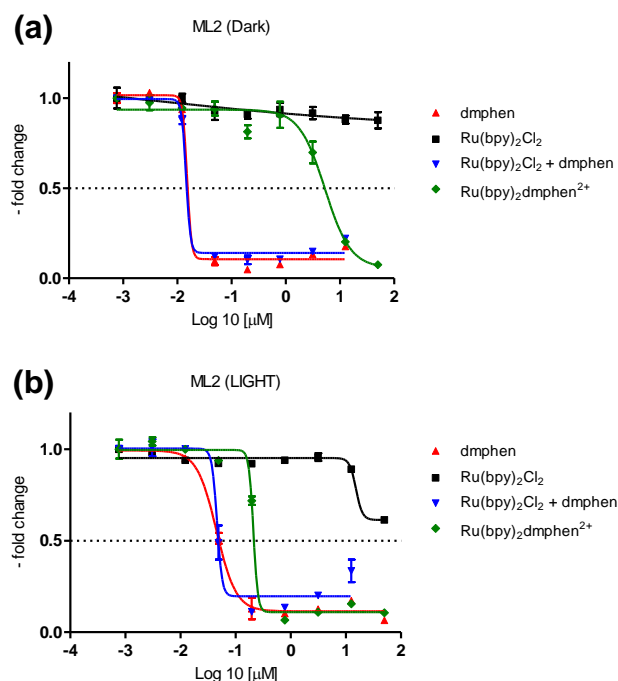 (a)
ML2 (Dark)
1.0
0.5
0.0
- fold change
-4 -3 -2 -1 0 1 2
Log 10 [μM]
dmphen
Ru(bpy)₂Cl₂
Ru(bpy)₂Cl₂ + dmphen
Ru(bpy)₂dmphen²⁺
(b)
ML2 (LIGHT)
1.0
0.5
0.0
- fold change
-4 -3 -2 -1 0 1 2
Log 10 [μM]
dmphen
Ru(bpy)₂Cl₂
Ru(bpy)₂Cl₂ + dmphen
Ru(bpy)₂dmphen²⁺